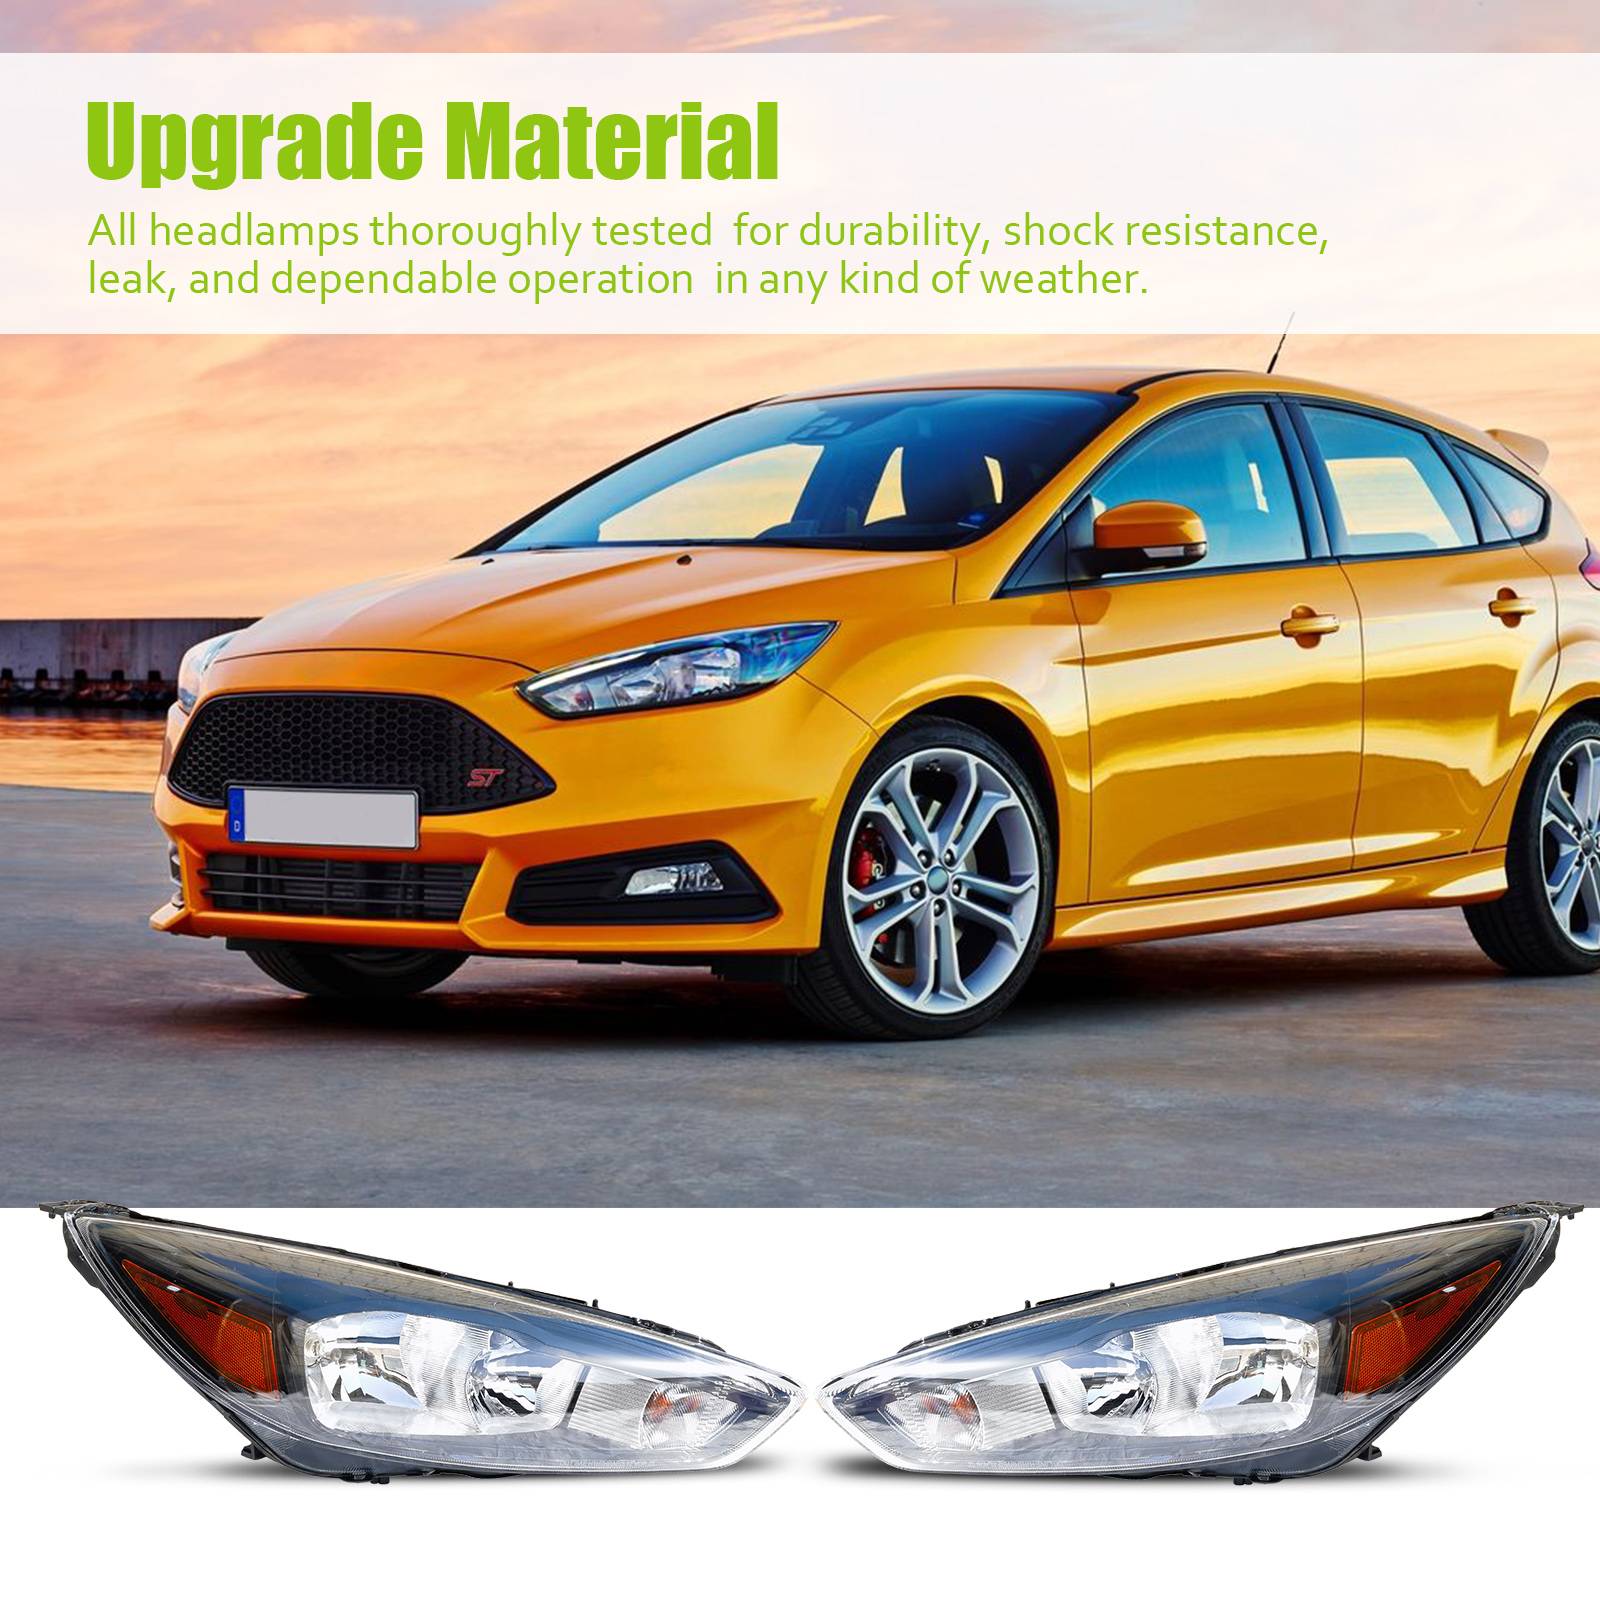 Upgrade Material
All headlamps thoroughly tested for durability, shock resistance,
leak, and dependable operation in any kind of weather.
ST
D